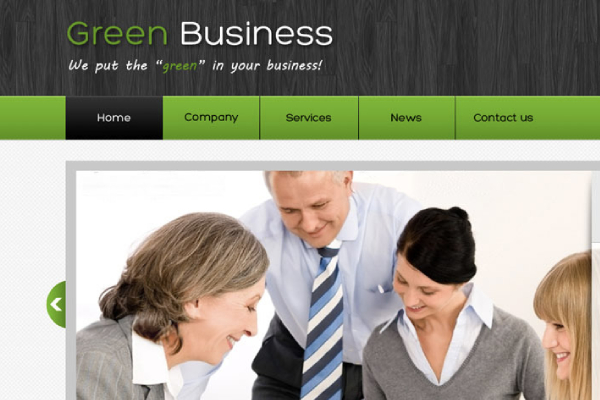 Green Business
We put the “green” in your business!
Home
Company
Services
News
Contact us